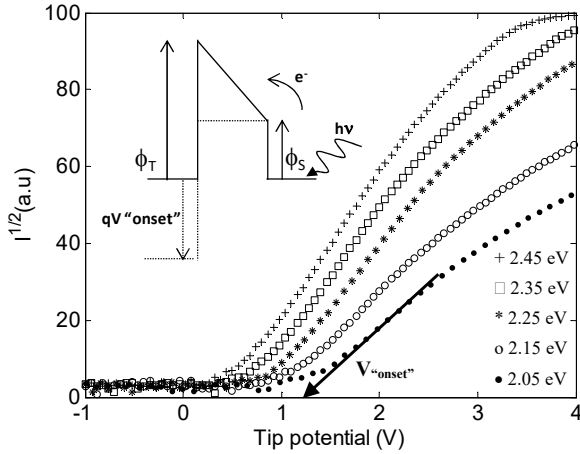 100
80
60
40
20
0
I^1/2(a.u)
-1
0
1
2
3
4
Tip potential (V)
ϕT
ϕS
e-
hν
qV “onset”
V“onset”
+ 2.45 eV
□ 2.35 eV
* 2.25 eV
○ 2.15 eV
• 2.05 eV